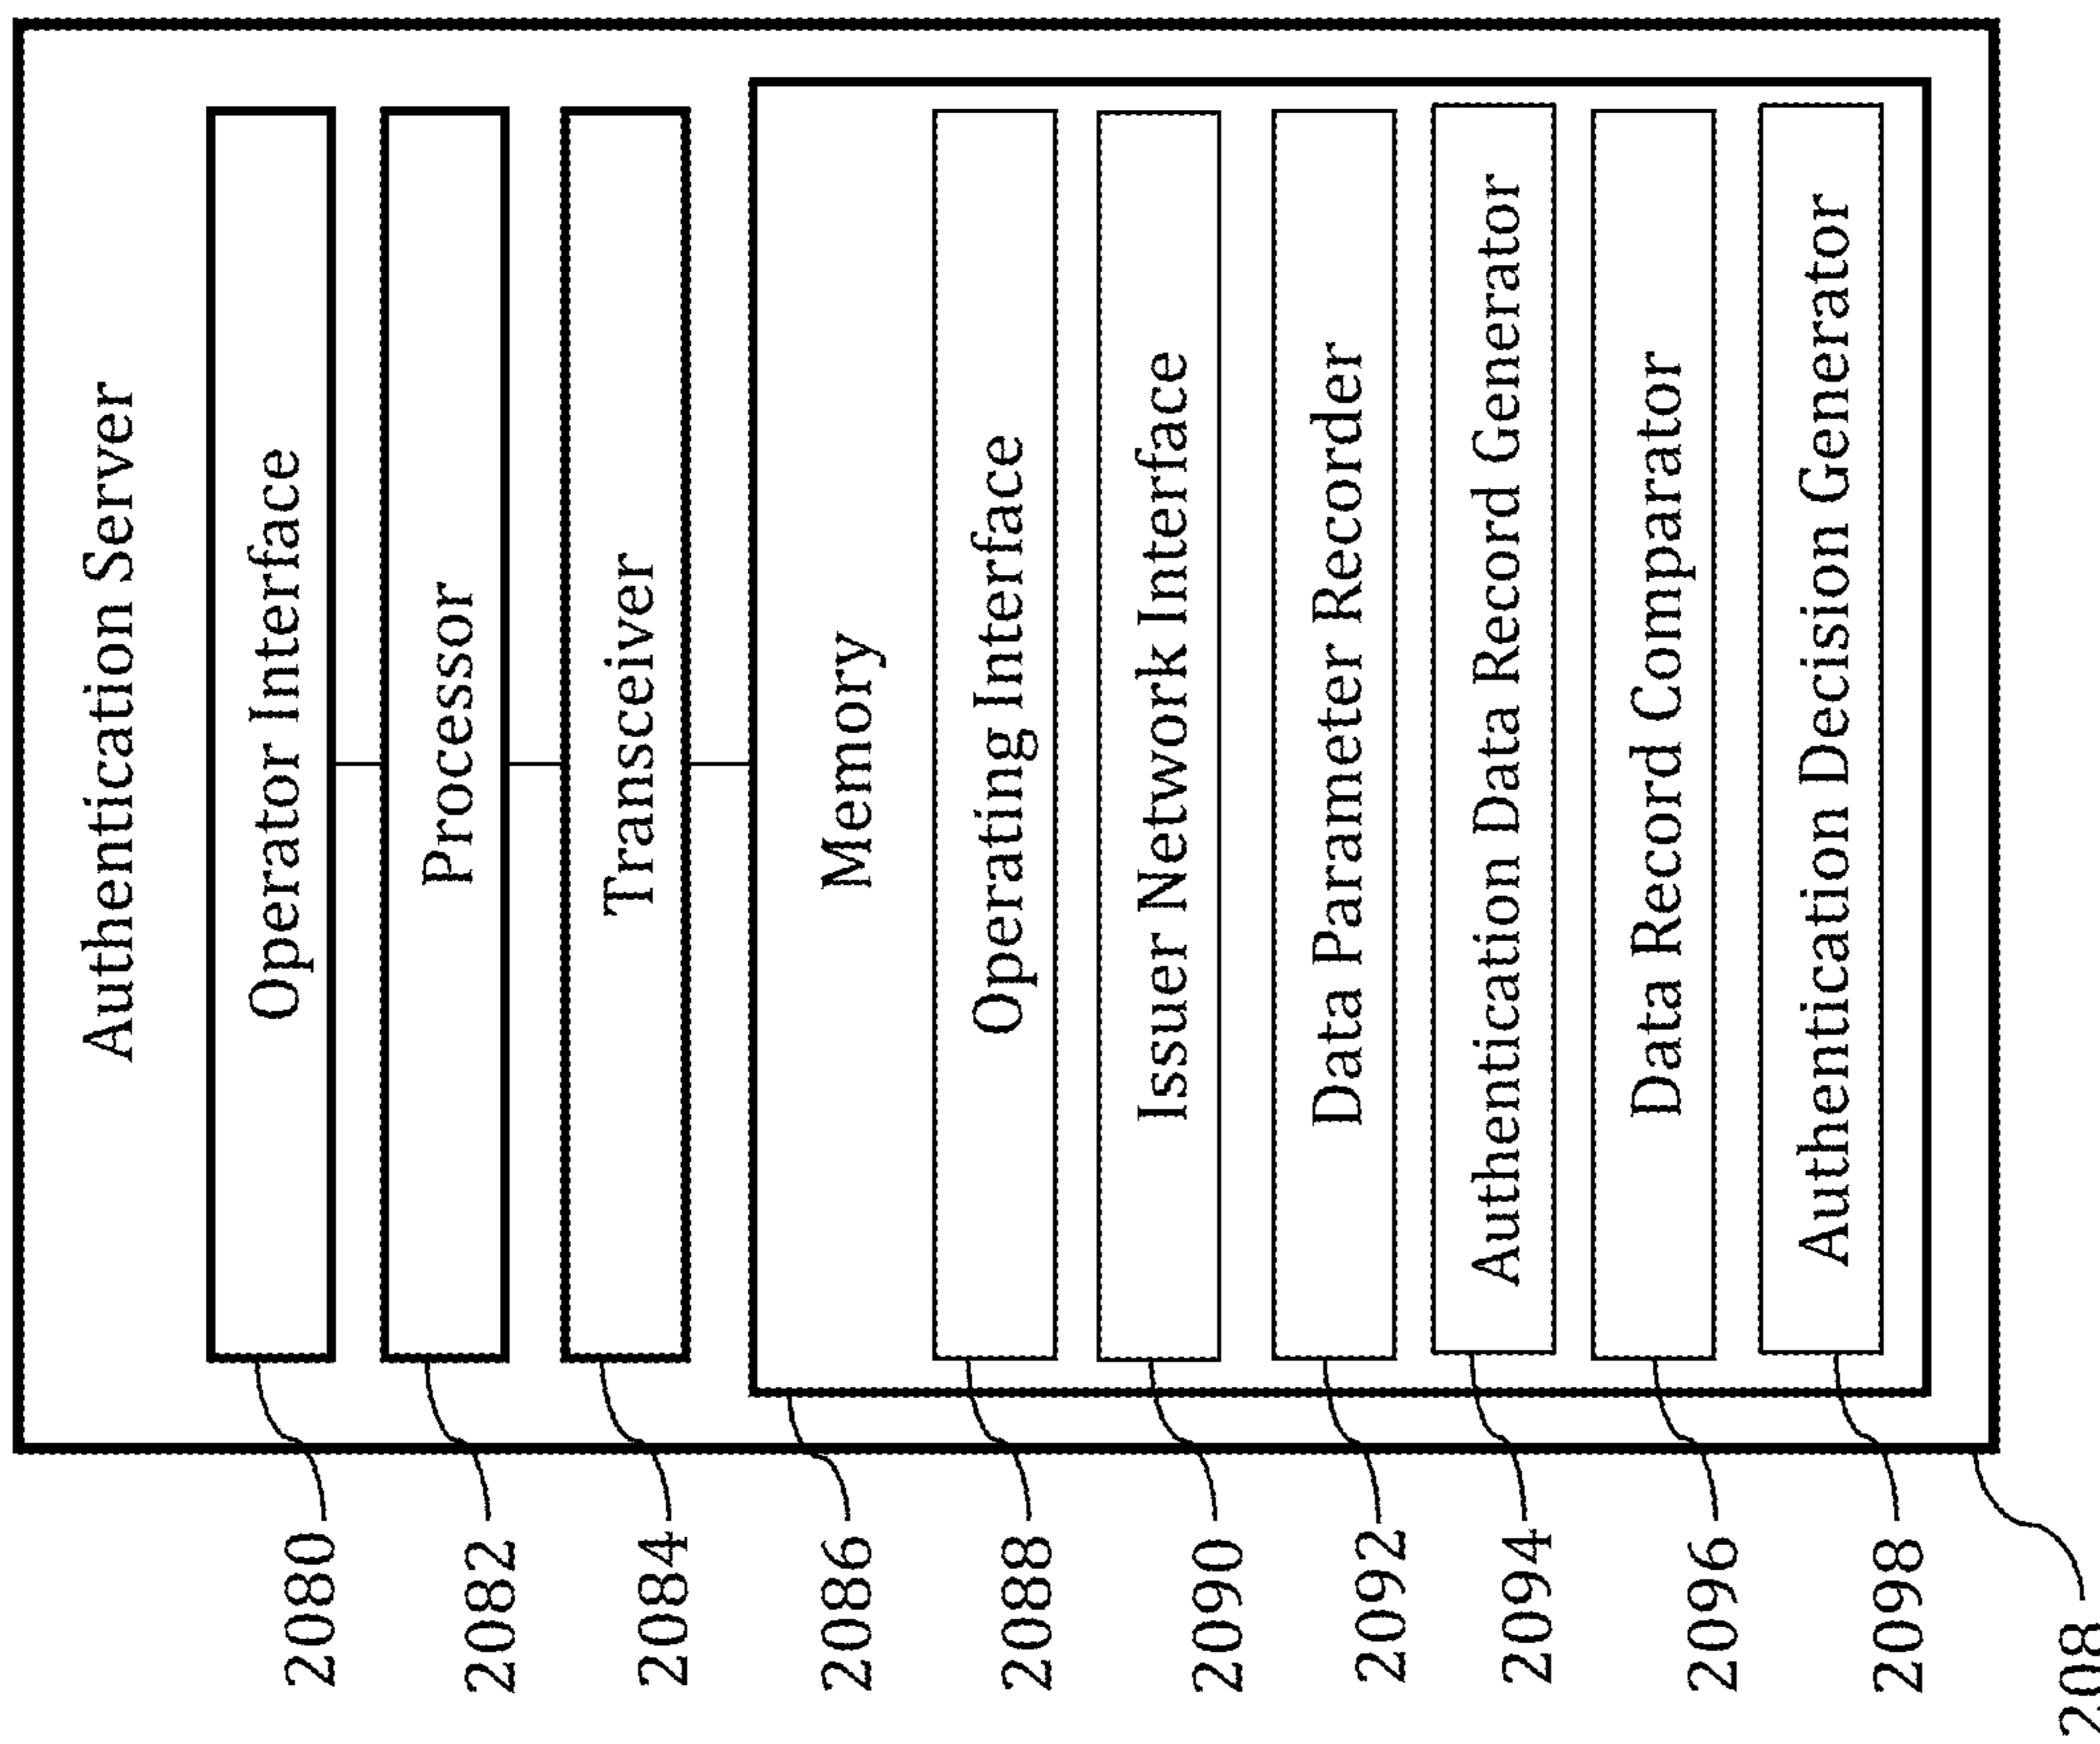 Authentication Server
2080
Operator Interface
2082
Processor
2084
Transceiver
2086
Memory
2088
Operating Interface
2090
Issuer Network Interface
2092
Data Parameter Recorder
2094
Authentication Data Record Generator
2096
Data Record Comparator
2098
Authentication Decision Generator
208